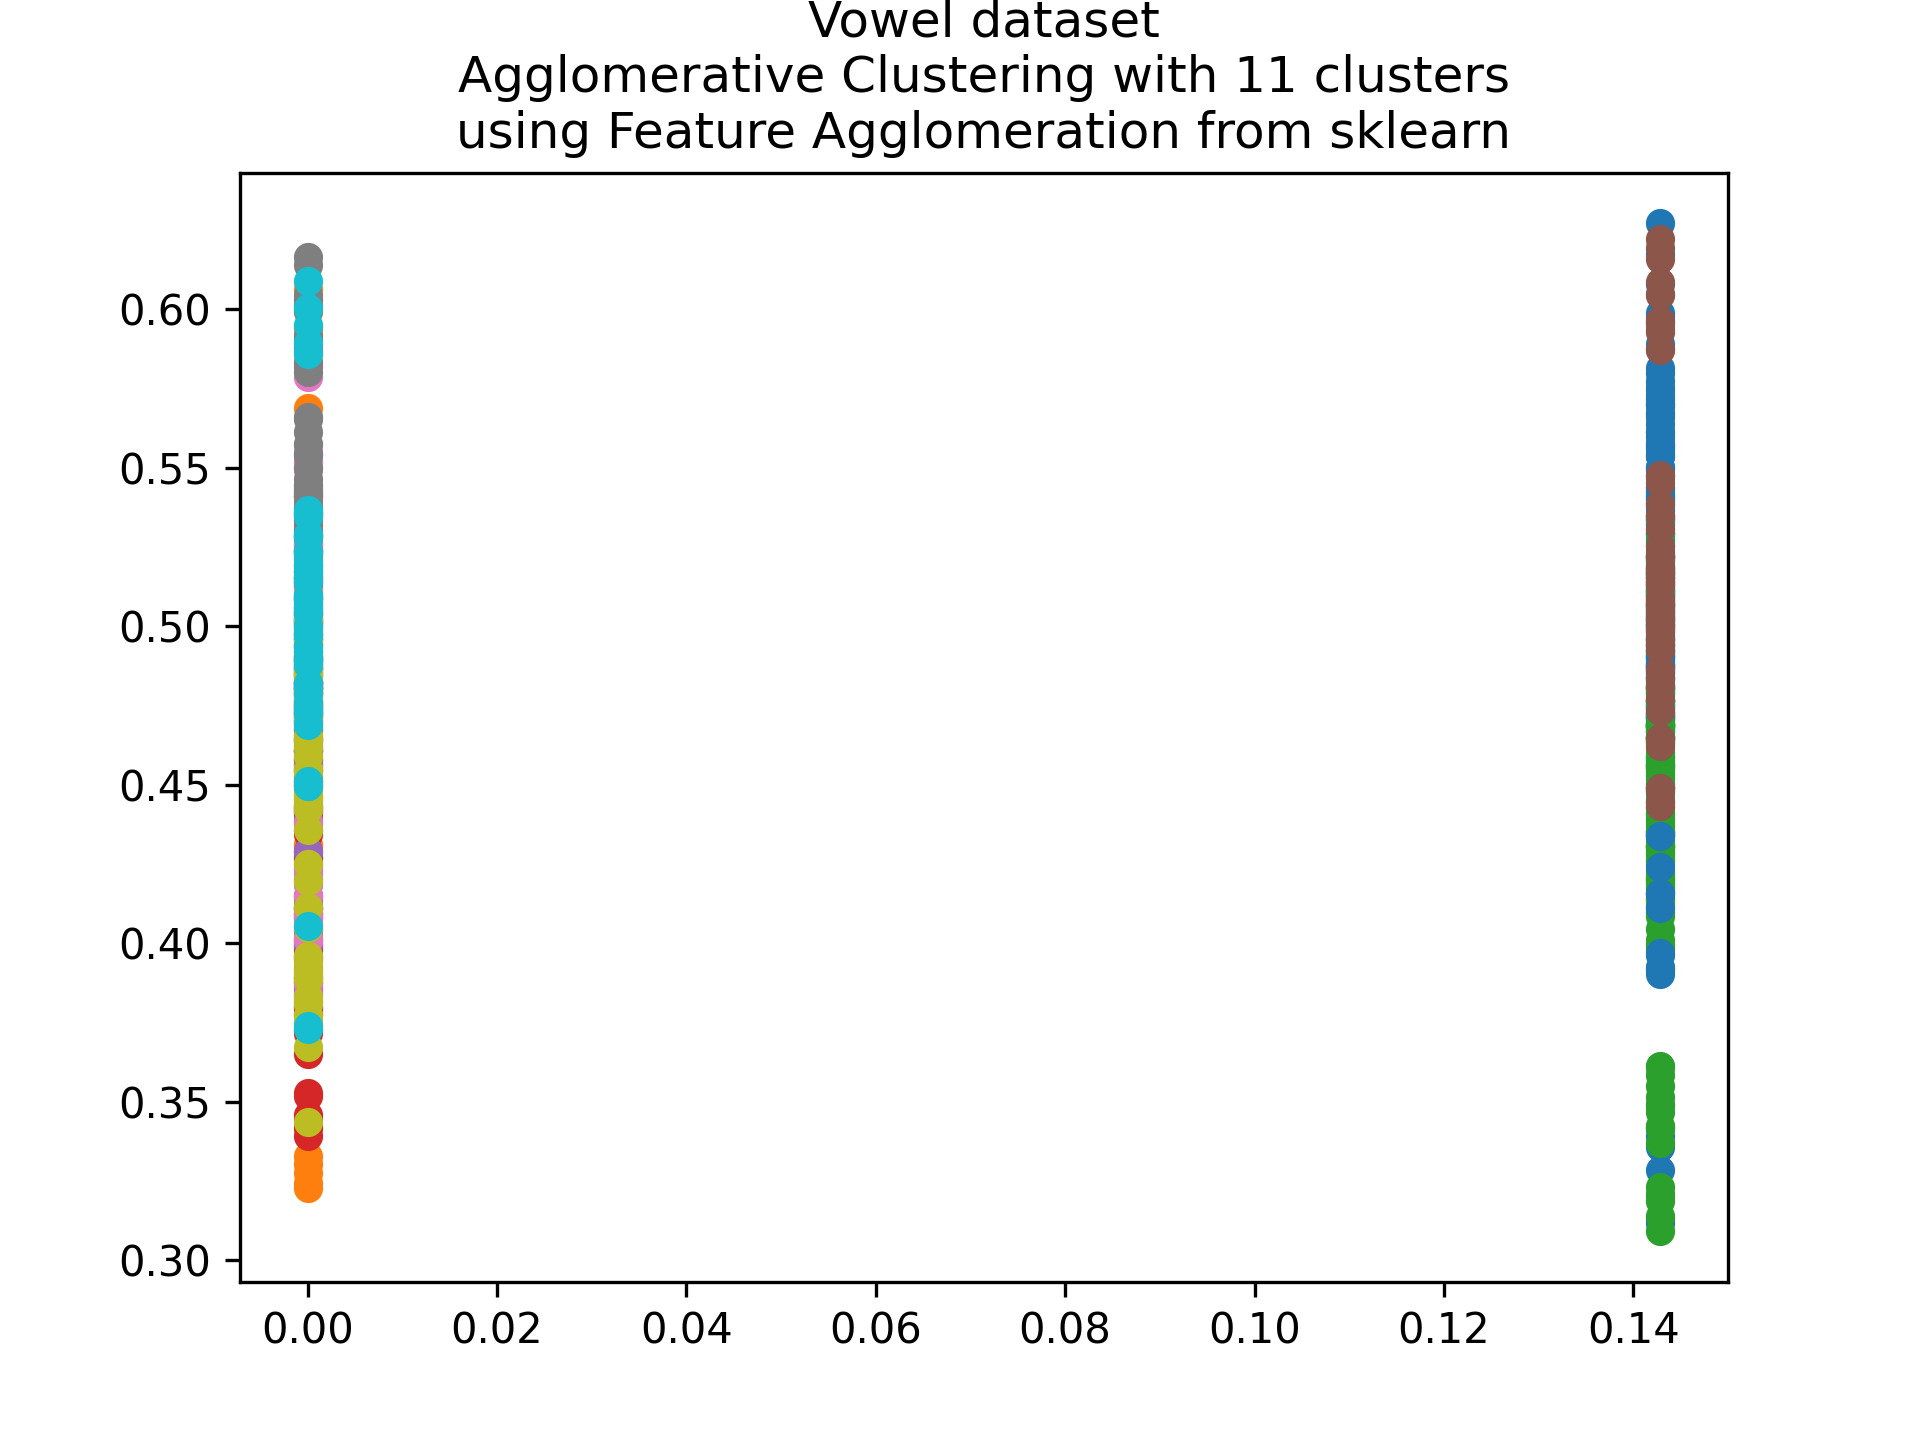 Vowel dataset
Agglomerative Clustering with 11 clusters
using Feature Agglomeration from sklearn
0.60
0.55
0.50
0.45
0.40
0.35
0.30
0.00 0.02 0.04 0.06 0.08 0.10 0.12 0.14